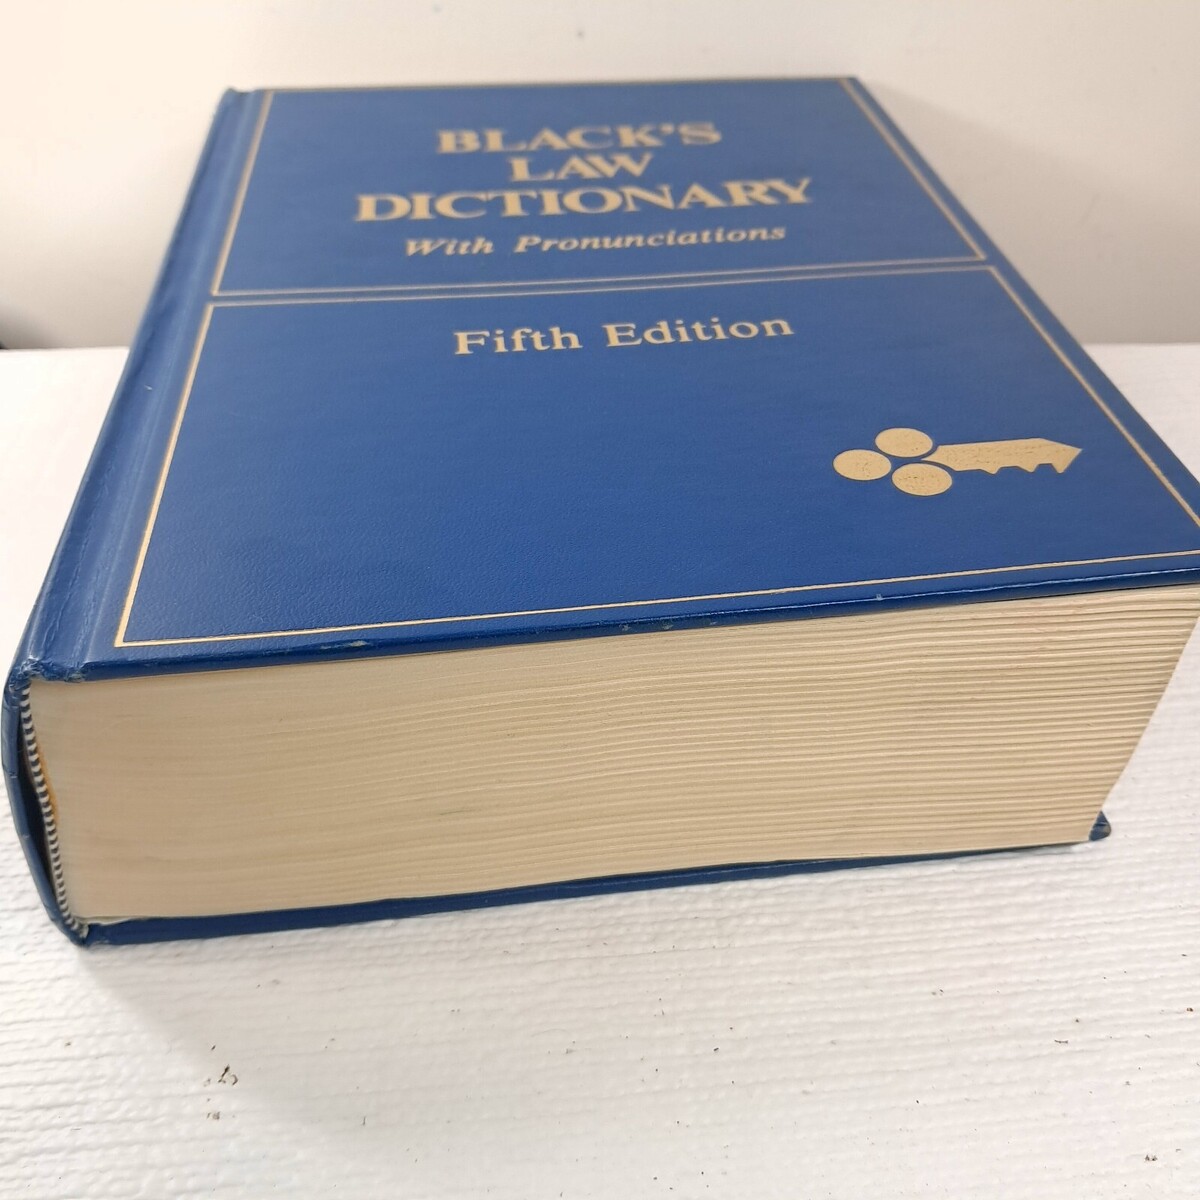 BLACK'S
LAW
DICTIONARY
With Pronunciations
Fifth Edition